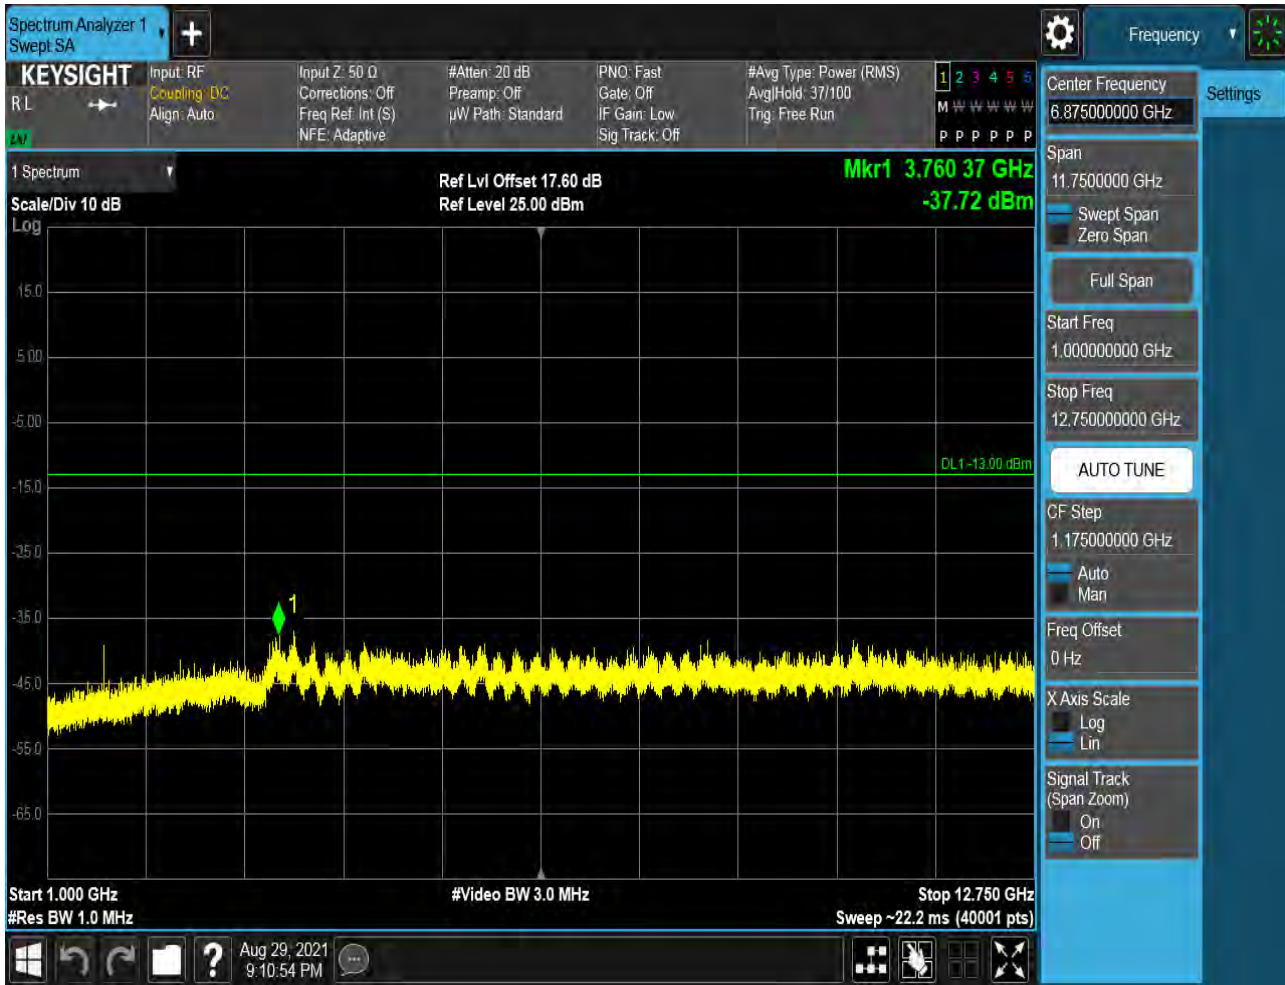 Spectrum Analyzer 1
Swept SA
Frequency
KEYSIGHT
R L
Input: RF
Coupling: DC
Align: Auto
Input Z: 50 Ω
Corrections: Off
Freq Ref: Int (S)
NFE: Adaptive
#Atten: 20 dB
Preamp: Off
µW Path: Standard
PNO: Fast
Gate: Off
IF Gain: Low
Sig Track: Off
#Avg Type: Power (RMS)
Avg|Hold: 37/100
Trig: Free Run
1 2 3 4 5 6
M W W W W W
P P P P P P
1 Spectrum
Scale/Div 10 dB
Log
Ref Lvl Offset 17.60 dB
Ref Level 25.00 dBm
Mkr1 3.760 37 GHz
-37.72 dBm
15.0
5.00
-5.00
DL1 -13.00 dBm
-15.0
-25.0
1
-35.0
-45.0
-55.0
-65.0
Start 1.000 GHz
#Video BW 3.0 MHz
Stop 12.750 GHz
#Res BW 1.0 MHz
Sweep ~22.2 ms (40001 pts)
Aug 29, 2021
9:10:54 PM
Center Frequency
6.875000000 GHz
Settings
Span
11.7500000 GHz
Swept Span
Zero Span
Full Span
Start Freq
1.000000000 GHz
Stop Freq
12.750000000 GHz
AUTO TUNE
CF Step
1.175000000 GHz
Auto
Man
Freq Offset
0 Hz
X Axis Scale
Log
Lin
Signal Track
(Span Zoom)
On
Off